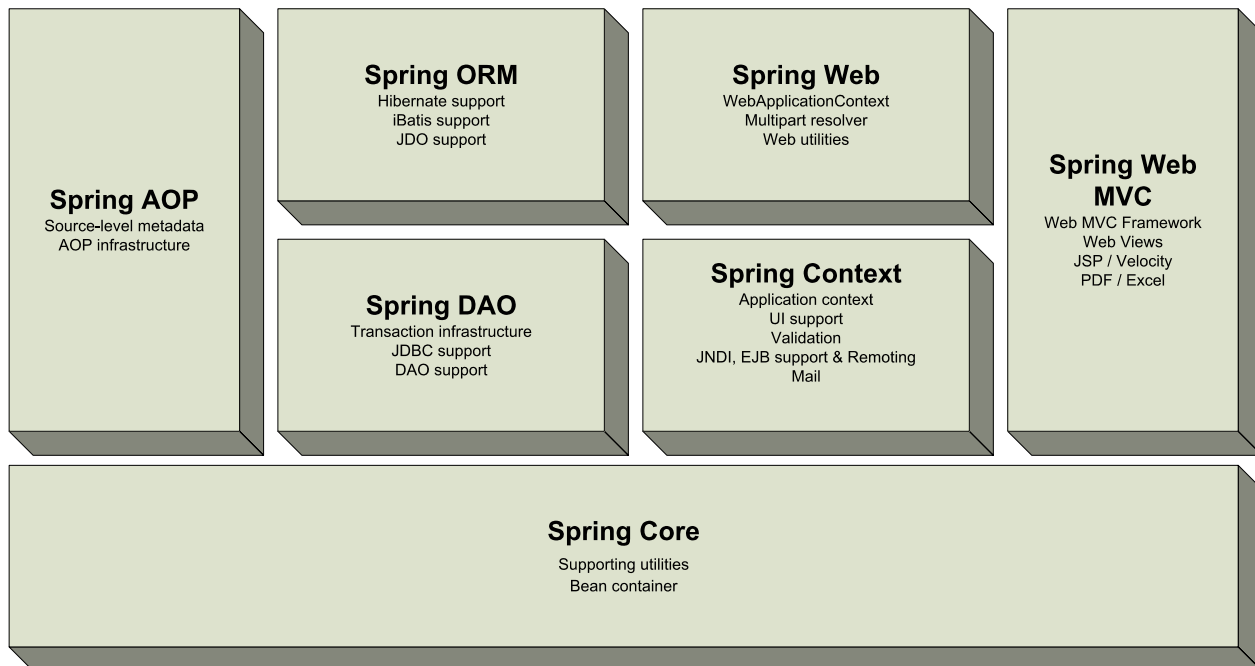 Spring AOP
Source-level metadata
AOP infrastructure
Spring ORM
Hibernate support
iBatis support
JDO support
Spring Web
WebApplicationContext
Multipart resolver
Web utilities
Spring Web
MVC
Web MVC Framework
Web Views
JSP / Velocity
PDF / Excel
Spring DAO
Transaction infrastructure
JDBC support
DAO support
Spring Context
Application context
UI support
Validation
JNDI, EJB support & Remoting
Mail
Spring Core
Supporting utilities
Bean container